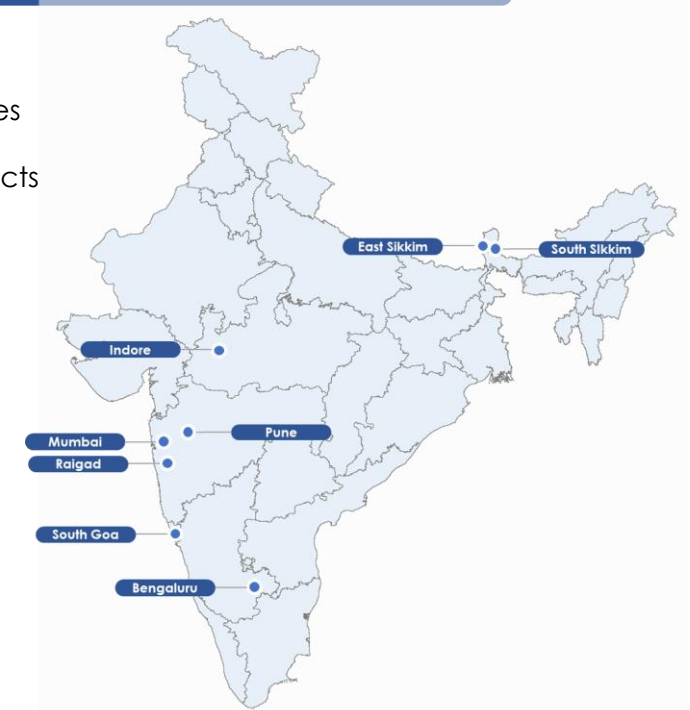 es
cts
East Sikkim
South SIkkim
Indore
Pune
Mumbai
Raigad
South Goa
Bengaluru